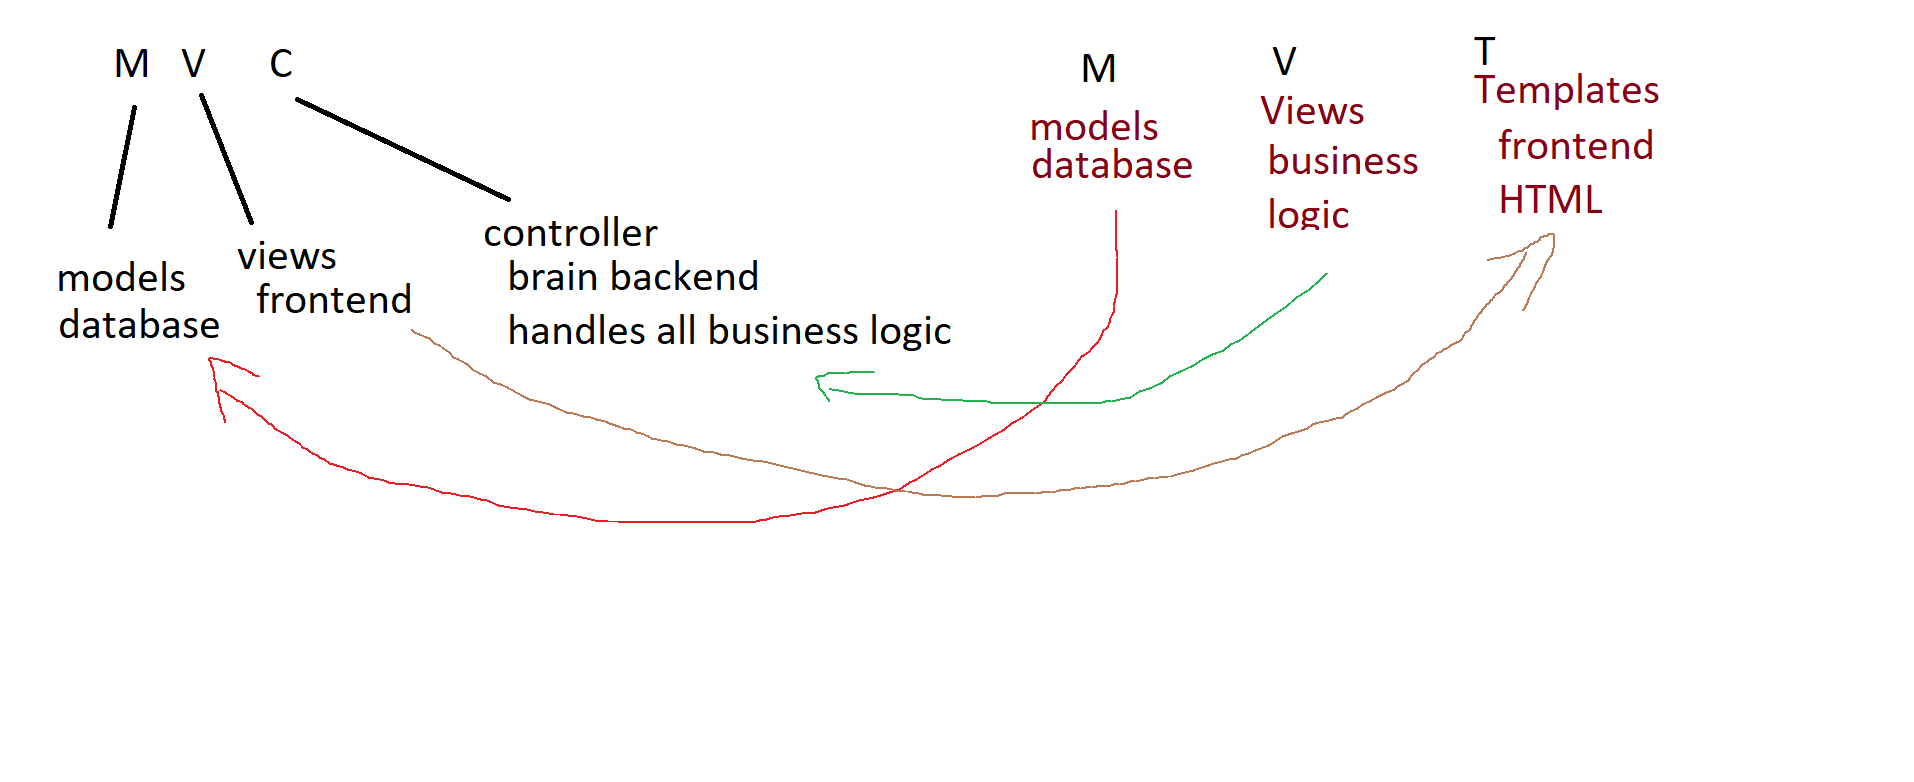 M V C
models
database
views
frontend
controller
brain backend
handles all business logic
M
models
database
V
Views
business
logic
T
Templates
frontend
HTML